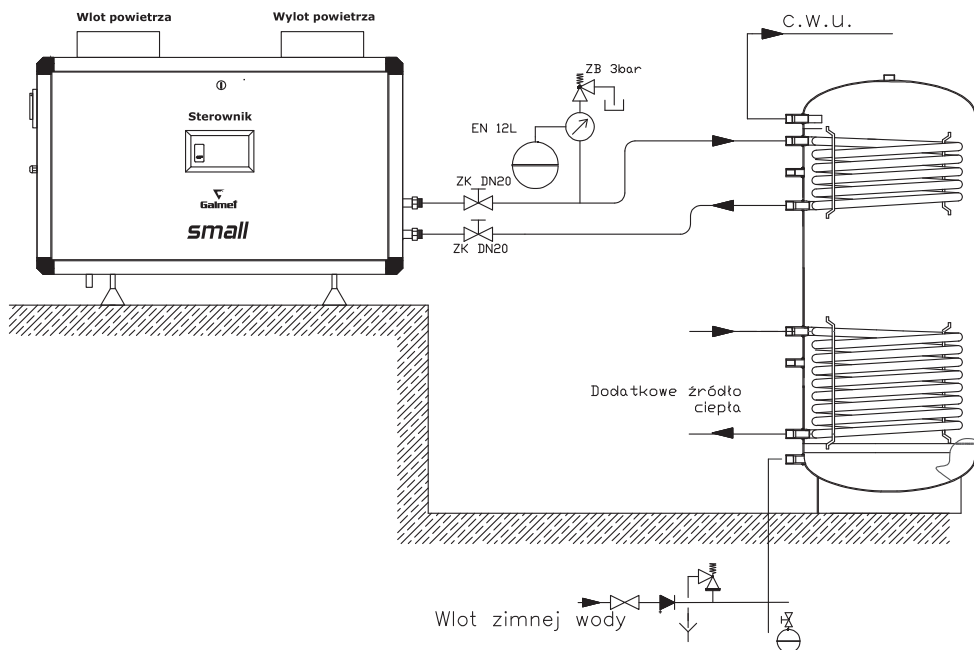 Wlot powietrza
Wylot powietrza
c.w.u.
ZB 3bar
Sterownik
EN 12L
ZK DN20
Galmet
small
ZK DN20
Dodatkowe źródło
ciepła
Wlot zimnej wody